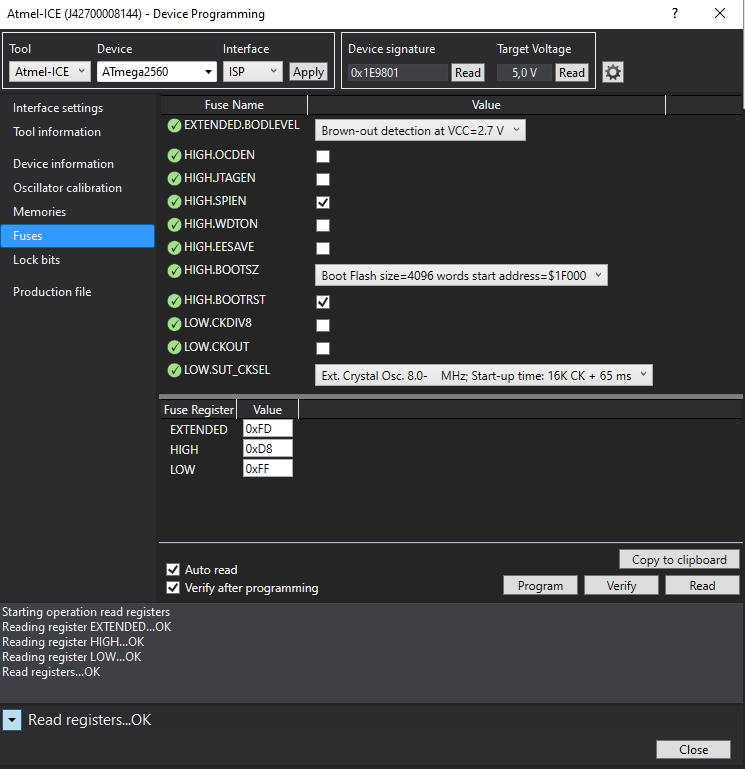 Atmel-ICE (J42700008144) - Device Programming
Tool Device Interface Device signature Target Voltage
Atmel-ICE ATmega2560 ISP Apply 0x1E9801 Read 5,0 V Read
Interface settings
Tool information
Device information
Oscillator calibration
Memories
Fuses
Lock bits
Production file
Fuse Name Value
EXTENDED.BODLEVEL Brown-out detection at VCC=2.7 V
HIGH.OCDEN
HIGH.JTAGEN
HIGH.SPIEN
HIGH.WDTON
HIGH.EESAVE
HIGH.BOOTSZ Boot Flash size=4096 words start address=$1F000
HIGH.BOOTRST
LOW.CKDIV8
LOW.CKOUT
LOW.SUT_CKSEL Ext. Crystal Osc. 8.0- MHz; Start-up time: 16K CK + 65 ms
Fuse Register Value
EXTENDED 0xFD
HIGH 0xD8
LOW 0xFF
Copy to clipboard
Auto read
Verify after programming
Program Verify Read
Starting operation read registers
Reading register EXTENDED...OK
Reading register HIGH...OK
Reading register LOW...OK
Read registers...OK
Read registers...OK
Close